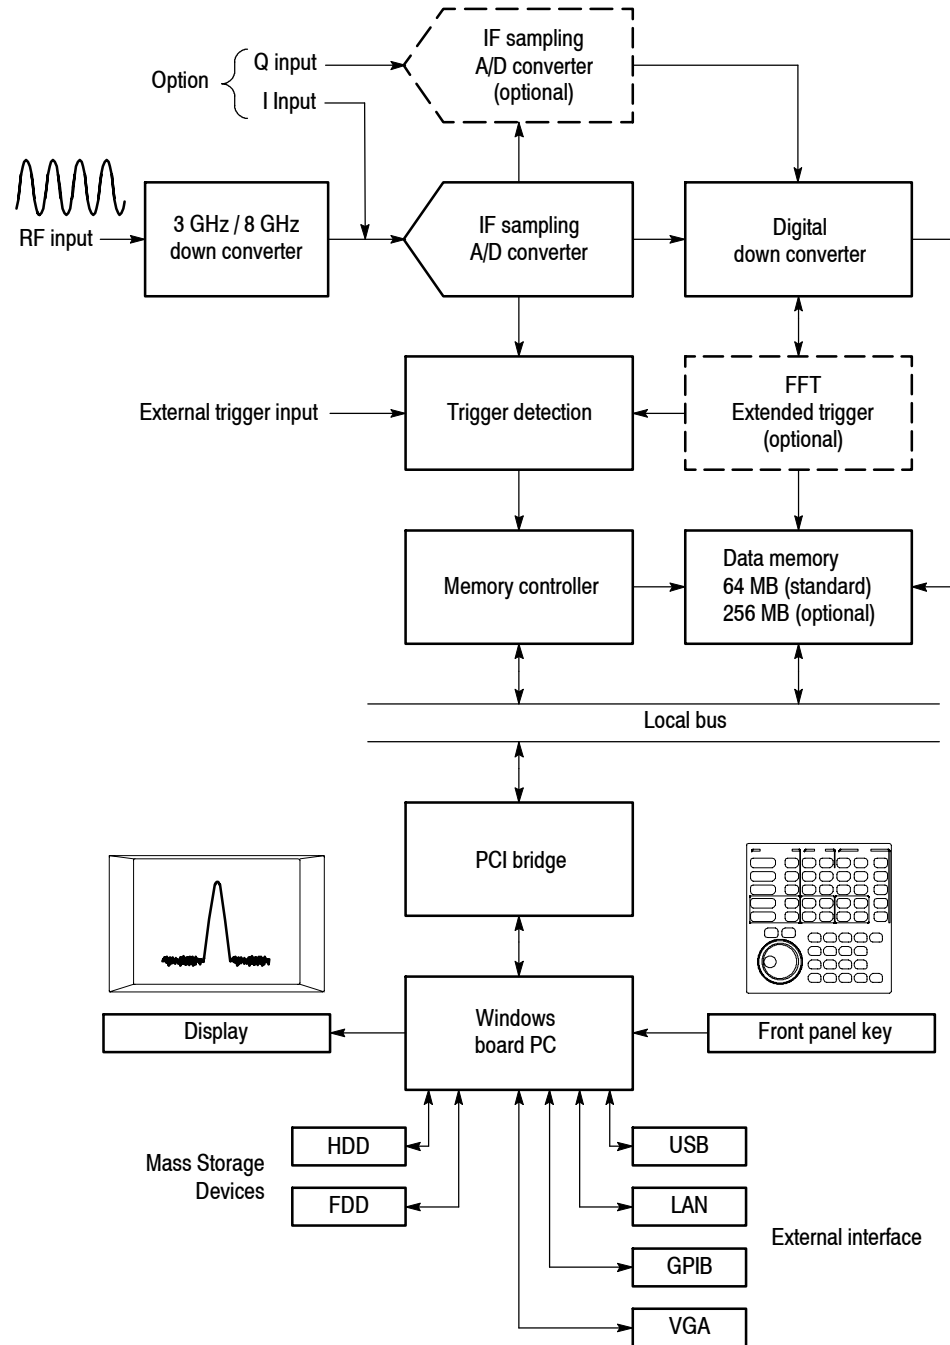 IF sampling
A/D converter
(optional)
Option
Q input
I Input
RF input
3 GHz / 8 GHz
down converter
IF sampling
A/D converter
Digital
down converter
External trigger input
Trigger detection
FFT
Extended trigger
(optional)
Memory controller
Data memory
64 MB (standard)
256 MB (optional)
Local bus
PCI bridge
Display
Windows
board PC
Front panel key
Mass Storage
Devices
HDD
FDD
USB
LAN
GPIB
VGA
External interface